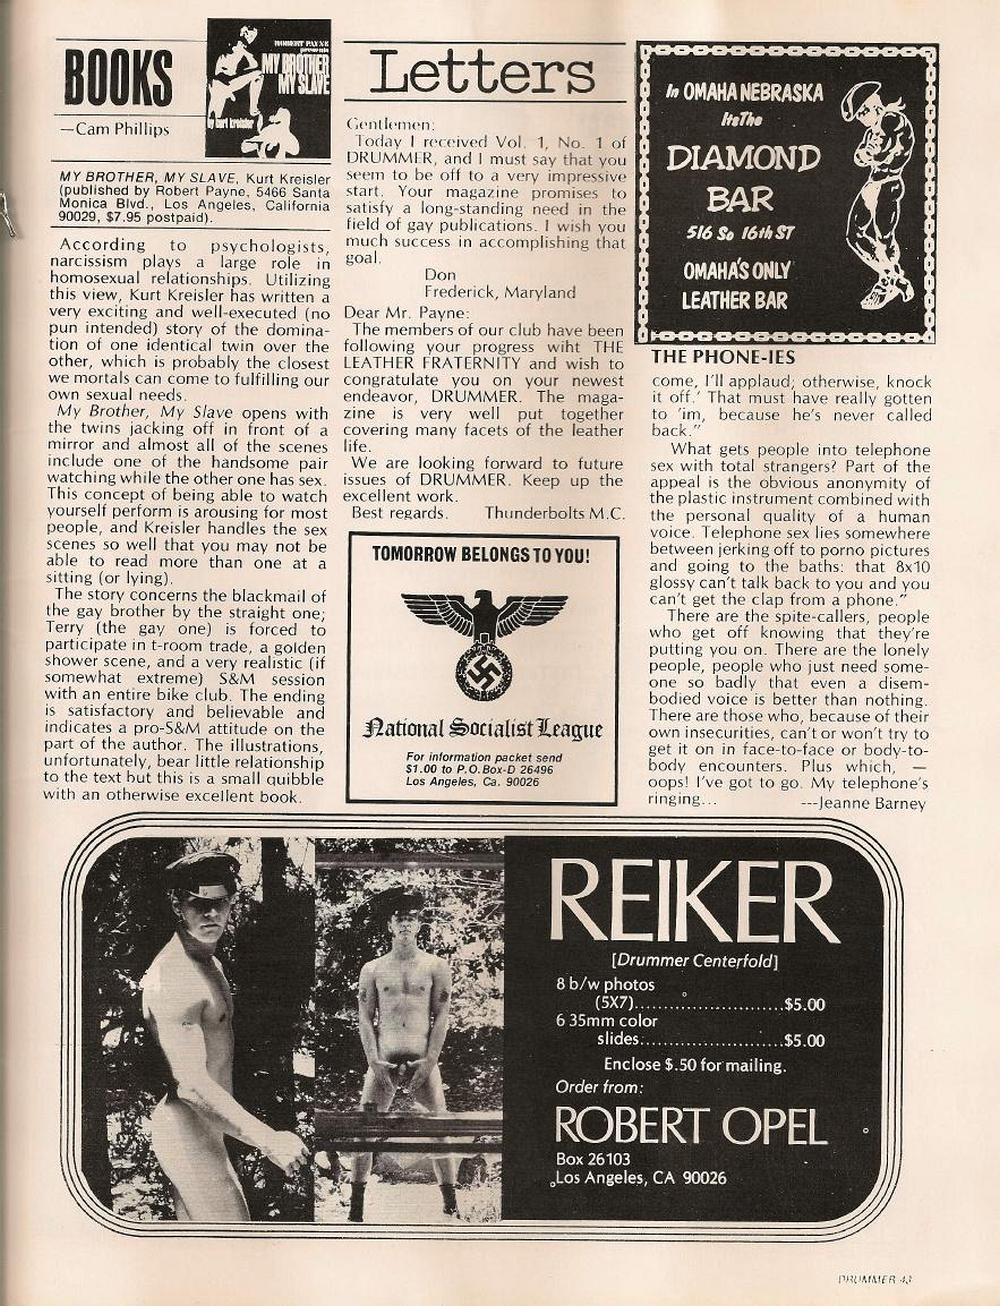 BOOKS
—Cam Phillips
ROBERT PAYNE
presents
MY BROTHER
MY SLAVE
by kurt kreisler
MY BROTHER, MY SLAVE, Kurt Kreisler
(published by Robert Payne, 5466 Santa
Monica Blvd., Los Angeles, California
90029, $7.95 postpaid).
According to psychologists,
narcissism plays a large role in
homosexual relationships. Utilizing
this view, Kurt Kreisler has written a
very exciting and well-executed (no
pun intended) story of the domina-
tion of one identical twin over the
other, which is probably the closest
we mortals can come to fulfilling our
own sexual needs.
My Brother, My Slave opens with
the twins jacking off in front of a
mirror and almost all of the scenes
include one of the handsome pair
watching while the other one has sex.
This concept of being able to watch
yourself perform is arousing for most
people, and Kreisler handles the sex
scenes so well that you may not be
able to read more than one at a
sitting (or lying).
The story concerns the blackmail of
the gay brother by the straight one;
Terry (the gay one) is forced to
participate in t-room trade, a golden
shower scene, and a very realistic (if
somewhat extreme) S&M session
with an entire bike club. The ending
is satisfactory and believable and
indicates a pro-S&M attitude on the
part of the author. The illustrations,
unfortunately, bear little relationship
to the text but this is a small quibble
with an otherwise excellent book.
Letters
Gentlemen:
Today I received Vol. 1, No. 1 of
DRUMMER, and I must say that you
seem to be off to a very impressive
start. Your magazine promises to
satisfy a long-standing need in the
field of gay publications. I wish you
much success in accomplishing that
goal.
Don
Frederick, Maryland
Dear Mr. Payne:
The members of our club have been
following your progress wiht THE
LEATHER FRATERNITY and wish to
congratulate you on your newest
endeavor, DRUMMER. The maga-
zine is very well put together
covering many facets of the leather
life.
We are looking forward to future
issues of DRUMMER. Keep up the
excellent work.
Best regards. Thunderbolts M.C.
TOMORROW BELONGS TO YOU!
National Socialist League
For information packet send
$1.00 to P.O.Box-D 26496
Los Angeles, Ca. 90026
In OMAHA NEBRASKA
Its The
DIAMOND
BAR
516 So 16th ST
OMAHA'S ONLY
LEATHER BAR
THE PHONE-IES
come, I'll applaud; otherwise, knock
it off.' That must have really gotten
to 'im, because he's never called
back."
What gets people into telephone
sex with total strangers? Part of the
appeal is the obvious anonymity of
the plastic instrument combined with
the personal quality of a human
voice. Telephone sex lies somewhere
between jerking off to porno pictures
and going to the baths: that 8x10
glossy can't talk back to you and you
can't get the clap from a phone."
There are the spite-callers, people
who get off knowing that they're
putting you on. There are the lonely
people, people who just need some-
one so badly that even a disem-
bodied voice is better than nothing.
There are those who, because of their
own insecurities, can't or won't try to
get it on in face-to-face or body-to-
body encounters. Plus which, —
oops! I've got to go. My telephone's
ringing... ---Jeanne Barney
REIKER
[Drummer Centerfold]
8 b/w photos
(5X7)......................$5.00
6 35mm color
slides.....................$5.00
Enclose $.50 for mailing.
Order from:
ROBERT OPEL
Box 26103
Los Angeles, CA 90026
DRUMMER 43